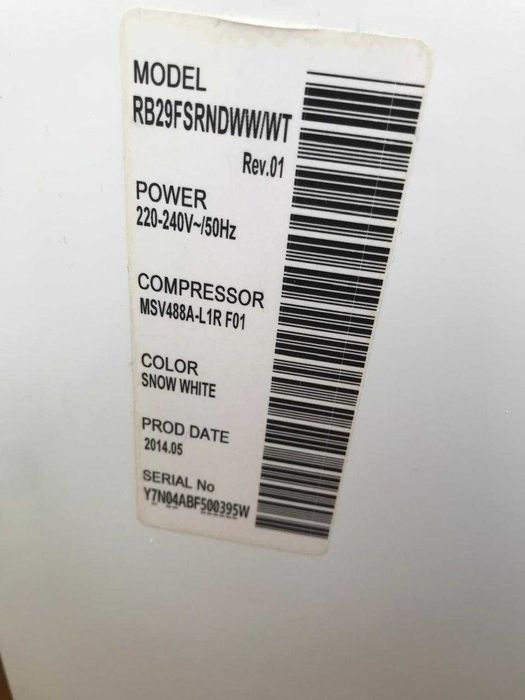 MODEL
RB29FSRNDWW/WT
Rev.01
POWER
220-240V~/50Hz
COMPRESSOR
MSV488A-L1R F01
COLOR
SNOW WHITE
PROD DATE
2014.05
SERIAL No
Y7N04ABF500395W